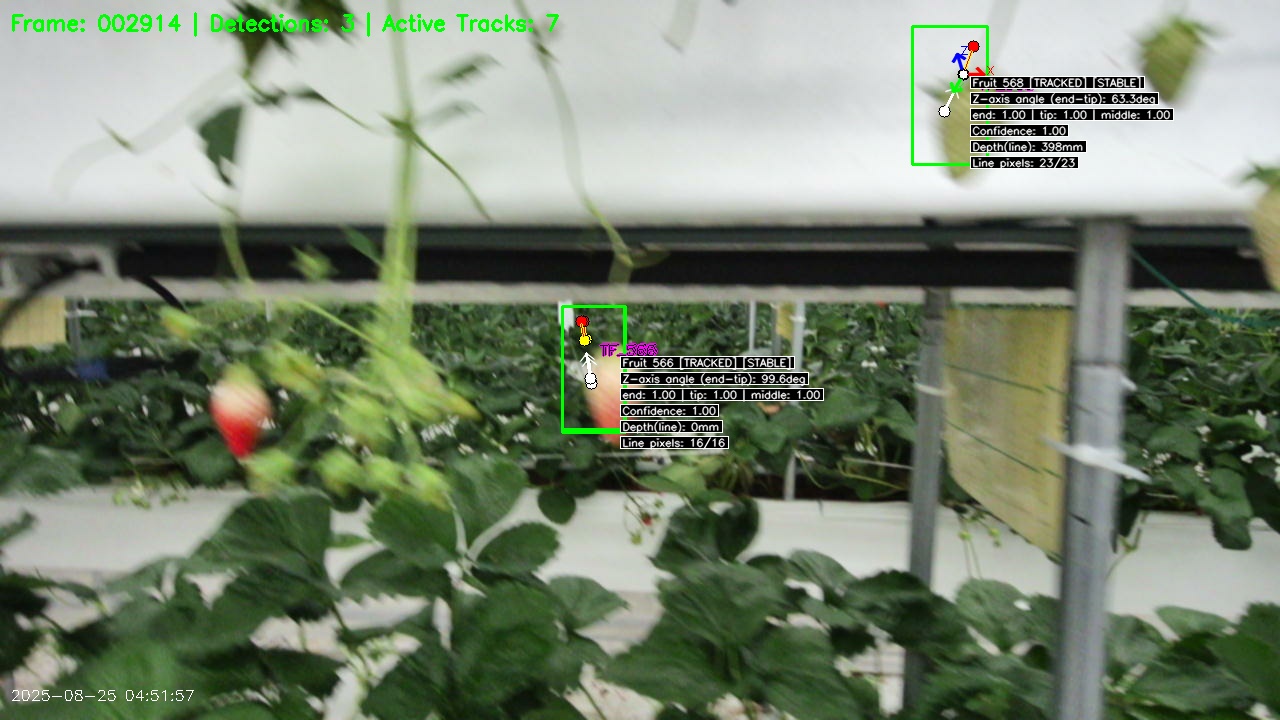 Frame: 002914 | Detections: 3 | Active Tracks: 7
Z
X
Fruit 568 [TRACKED] [STABLE]
Z-axis angle (end-tip): 63.3deg
end: 1.00 | tip: 1.00 | middle: 1.00
Confidence: 1.00
Depth(line): 398mm
Line pixels: 23/23
Fruit 566 [TRACKED] [STABLE]
Z-axis angle (end-tip): 99.6deg
end: 1.00 | tip: 1.00 | middle: 1.00
Confidence: 1.00
Depth(line): 0mm
Line pixels: 16/16
2025-08-25 04:51:57